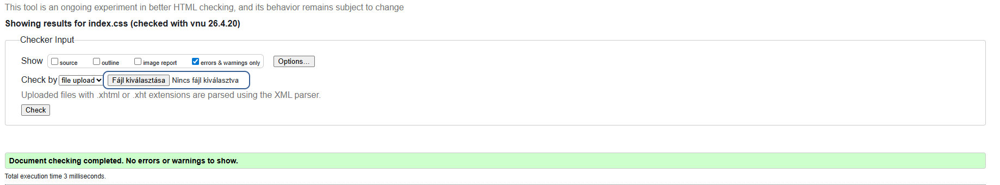 This tool is an ongoing experiment in better HTML checking, and its behavior remains subject to change
Showing results for index.css (checked with vnu 26.4.20)
Checker Input
Show source outline image report errors & warnings only Options...
Check by file upload Fájl kiválasztása Nincs fájl kiválasztva
Uploaded files with .xhtml or .xht extensions are parsed using the XML parser.
Check
Document checking completed. No errors or warnings to show.
Total execution time 3 milliseconds.